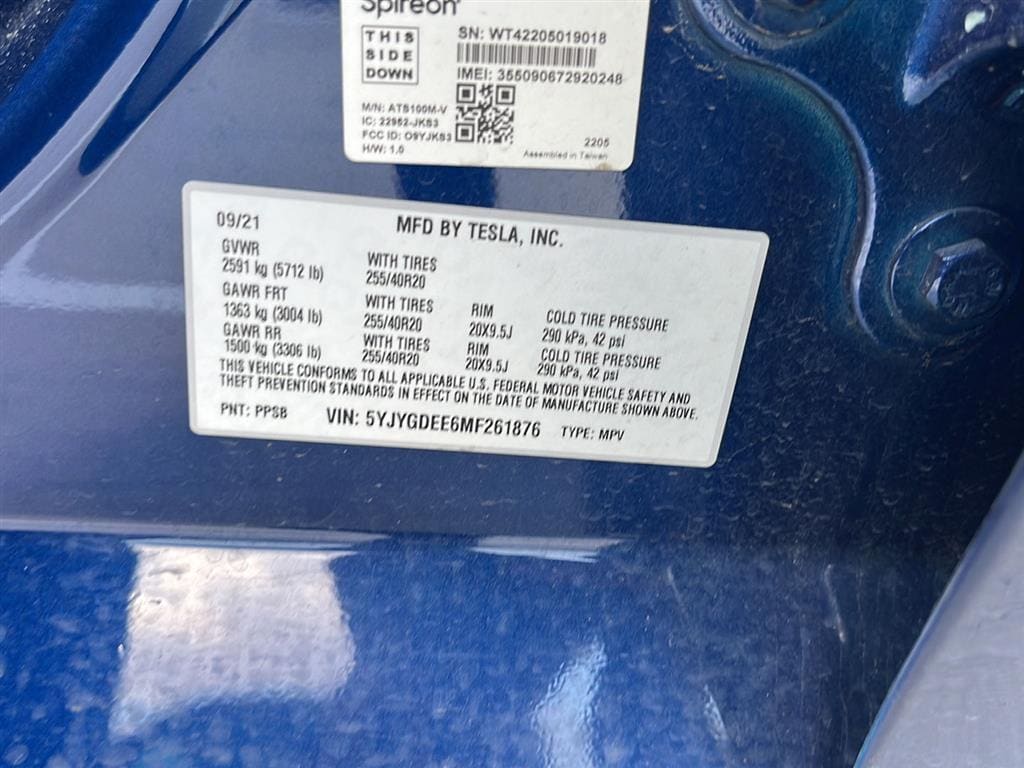 Spireon
THIS
SIDE
DOWN
SN: WT42205019018
IMEI: 355090672920248
M/N: ATS100M-V
IC: 22952-JKS3
FCC ID: O9YJKS3
H/W: 1.0
2205
Assembled in Taiwan
09/21
MFD BY TESLA, INC.
GVWR
2591 kg (5712 lb) WITH TIRES 255/40R20
GAWR FRT
1363 kg (3004 lb) WITH TIRES 255/40R20 RIM 20X9.5J COLD TIRE PRESSURE 290 kPa, 42 psi
GAWR RR
1500 kg (3306 lb) WITH TIRES 255/40R20 RIM 20X9.5J COLD TIRE PRESSURE 290 kPa, 42 psi
THIS VEHICLE CONFORMS TO ALL APPLICABLE U.S. FEDERAL MOTOR VEHICLE SAFETY AND
THEFT PREVENTION STANDARDS IN EFFECT ON THE DATE OF MANUFACTURE SHOWN ABOVE.
PNT: PPSB VIN: 5YJYGDEE6MF261876 TYPE: MPV